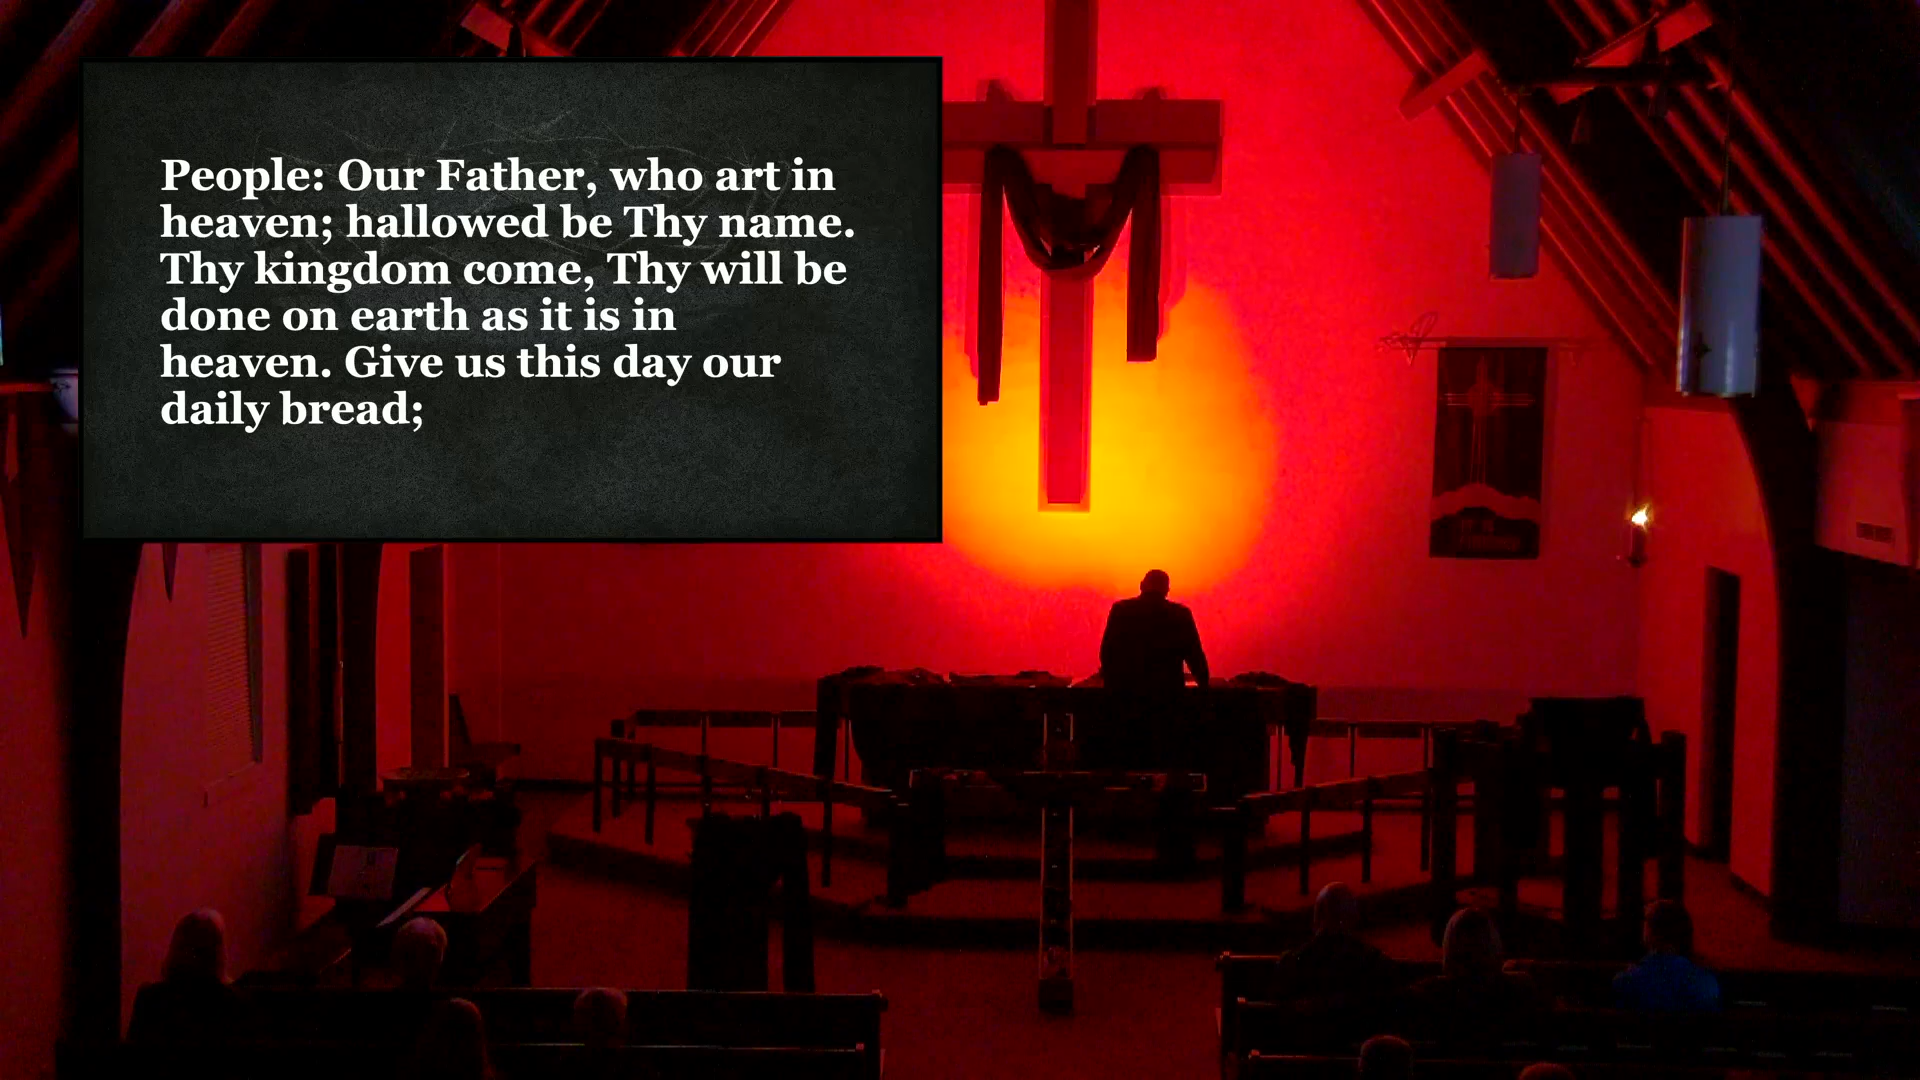 People: Our Father, who art in
heaven; hallowed be Thy name.
Thy kingdom come, Thy will be
done on earth as it is in
heaven. Give us this day our
daily bread;